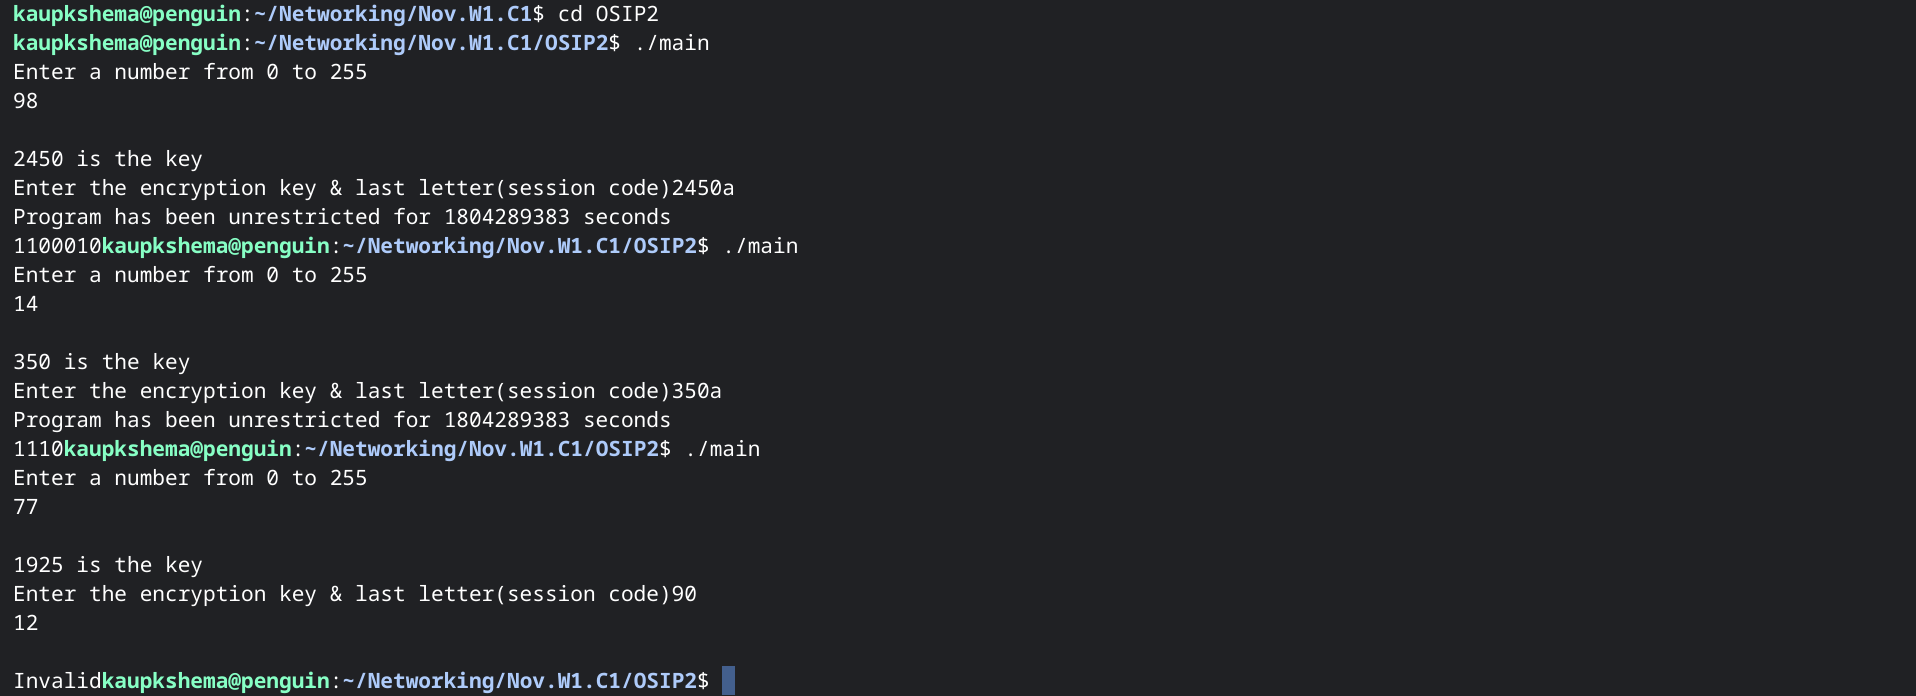 kaupkshema@penguin:~/Networking/Nov.W1.C1$ cd OSIP2
kaupkshema@penguin:~/Networking/Nov.W1.C1/OSIP2$ ./main
Enter a number from 0 to 255
98
2450 is the key
Enter the encryption key & last letter(session code)2450a
Program has been unrestricted for 1804289383 seconds
1100010kaupkshema@penguin:~/Networking/Nov.W1.C1/OSIP2$ ./main
Enter a number from 0 to 255
14
350 is the key
Enter the encryption key & last letter(session code)350a
Program has been unrestricted for 1804289383 seconds
1110kaupkshema@penguin:~/Networking/Nov.W1.C1/OSIP2$ ./main
Enter a number from 0 to 255
77
1925 is the key
Enter the encryption key & last letter(session code)90
12
Invalidkaupkshema@penguin:~/Networking/Nov.W1.C1/OSIP2$